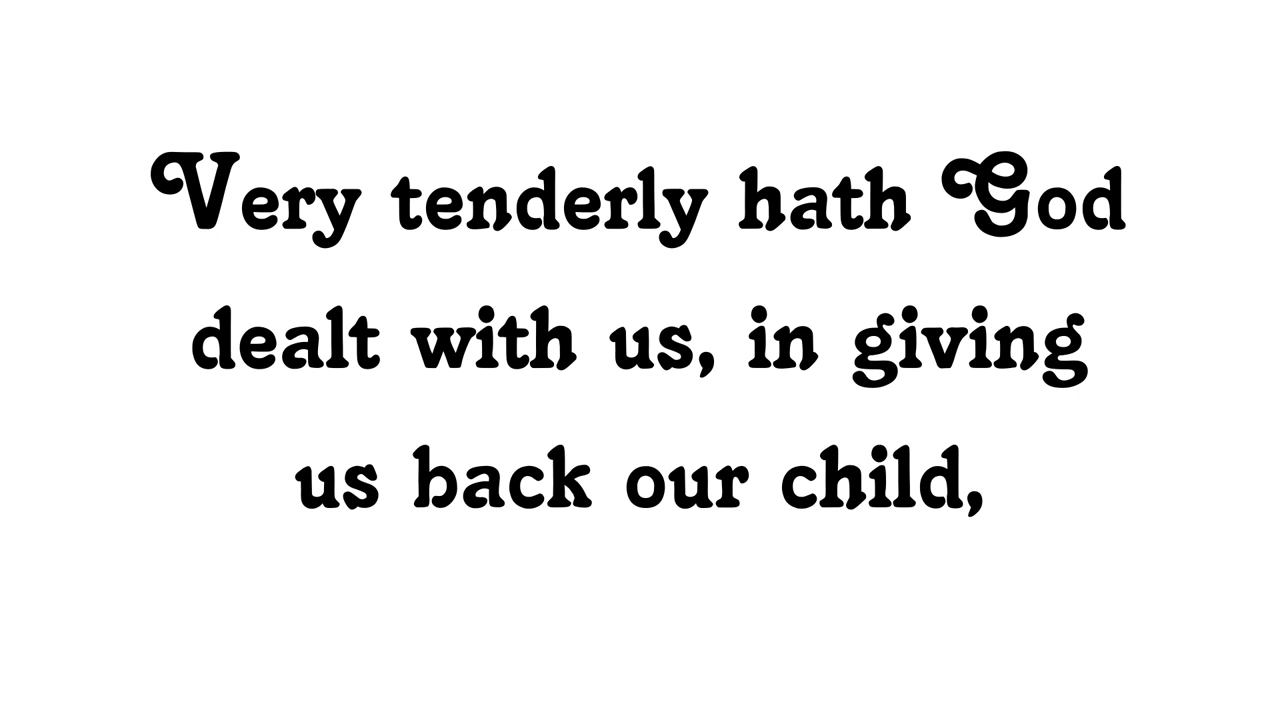 Very tenderly hath God
dealt with us, in giving
us back our child,